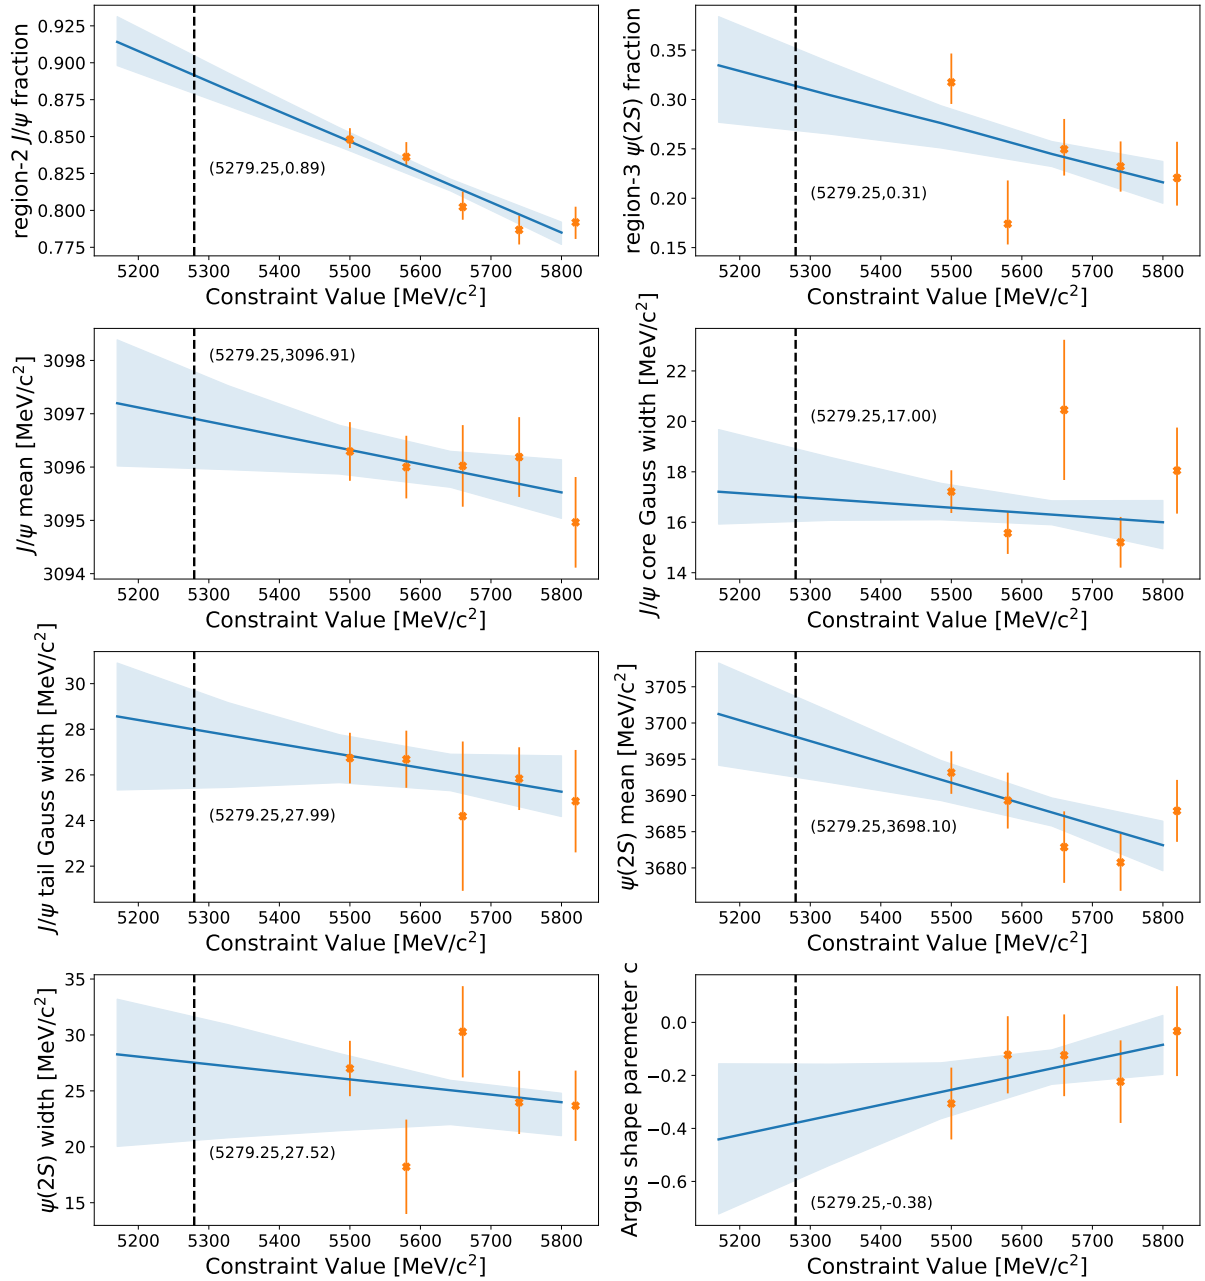 region-2 J/ψ fraction
0.925
0.900
0.875
0.850
0.825
0.800
0.775
(5279.25,0.89)
5200 5300 5400 5500 5600 5700 5800
Constraint Value [MeV/c²]
region-3 ψ(2S) fraction
0.35
0.30
0.25
0.20
0.15
(5279.25,0.31)
5200 5300 5400 5500 5600 5700 5800
Constraint Value [MeV/c²]
J/ψ mean [MeV/c²]
3098
3097
3096
3095
3094
(5279.25,3096.91)
5200 5300 5400 5500 5600 5700 5800
Constraint Value [MeV/c²]
J/ψ core Gauss width [MeV/c²]
22
20
18
16
14
(5279.25,17.00)
5200 5300 5400 5500 5600 5700 5800
Constraint Value [MeV/c²]
J/ψ tail Gauss width [MeV/c²]
30
28
26
24
22
(5279.25,27.99)
5200 5300 5400 5500 5600 5700 5800
Constraint Value [MeV/c²]
ψ(2S) mean [MeV/c²]
3705
3700
3695
3690
3685
3680
(5279.25,3698.10)
5200 5300 5400 5500 5600 5700 5800
Constraint Value [MeV/c²]
ψ(2S) width [MeV/c²]
35
30
25
20
15
(5279.25,27.52)
5200 5300 5400 5500 5600 5700 5800
Constraint Value [MeV/c²]
Argus shape paremeter c
0.0
−0.2
−0.4
−0.6
(5279.25,-0.38)
5200 5300 5400 5500 5600 5700 5800
Constraint Value [MeV/c²]